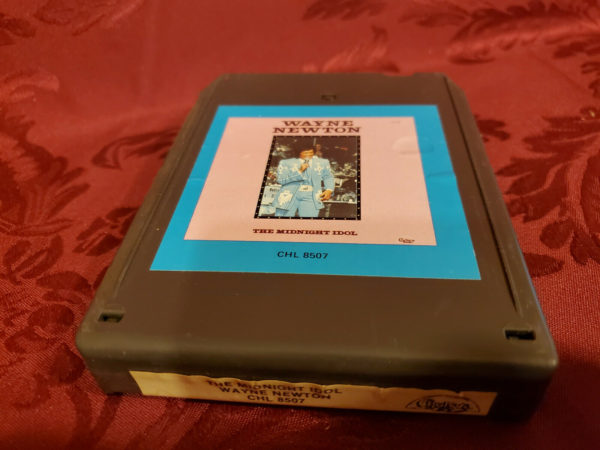 WAYNE
NEWTON
THE MIDNIGHT IDOL
CHL 8507
THE MIDNIGHT IDOL
WAYNE NEWTON
CHL 8507